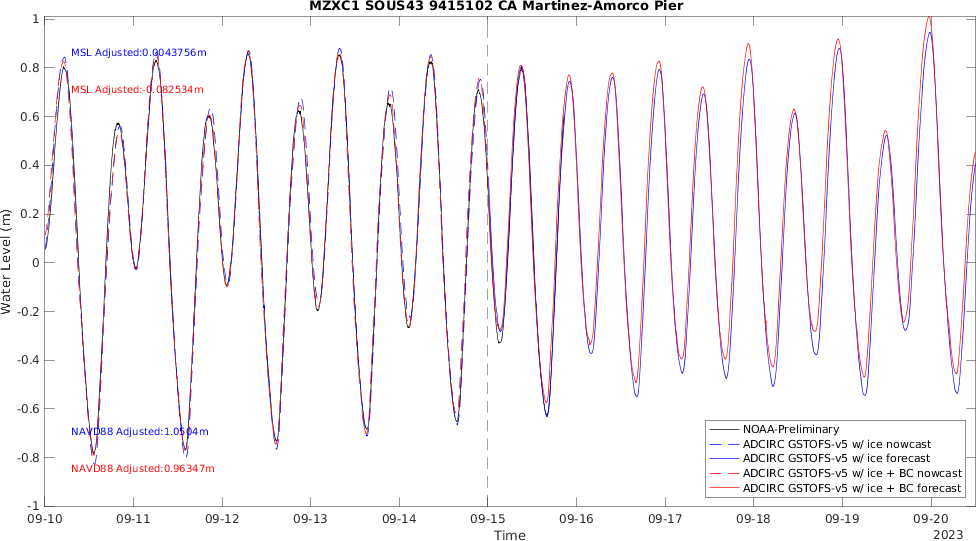 MZXC1 SOUS43 9415102 CA Martinez-Amorco Pier
1
0.8
0.6
0.4
0.2
0
-0.2
-0.4
-0.6
-0.8
-1
Water Level (m)
MSL Adjusted:0.0043756m
MSL Adjusted:-0.082534m
NAVD88 Adjusted:1.0504m
NAVD88 Adjusted:0.96347m
NOAA-Preliminary
ADCIRC GSTOFS-v5 w/ ice nowcast
ADCIRC GSTOFS-v5 w/ ice forecast
ADCIRC GSTOFS-v5 w/ ice + BC nowcast
ADCIRC GSTOFS-v5 w/ ice + BC forecast
09-10 09-11 09-12 09-13 09-14 09-15 09-16 09-17 09-18 09-19 09-20
Time
2023